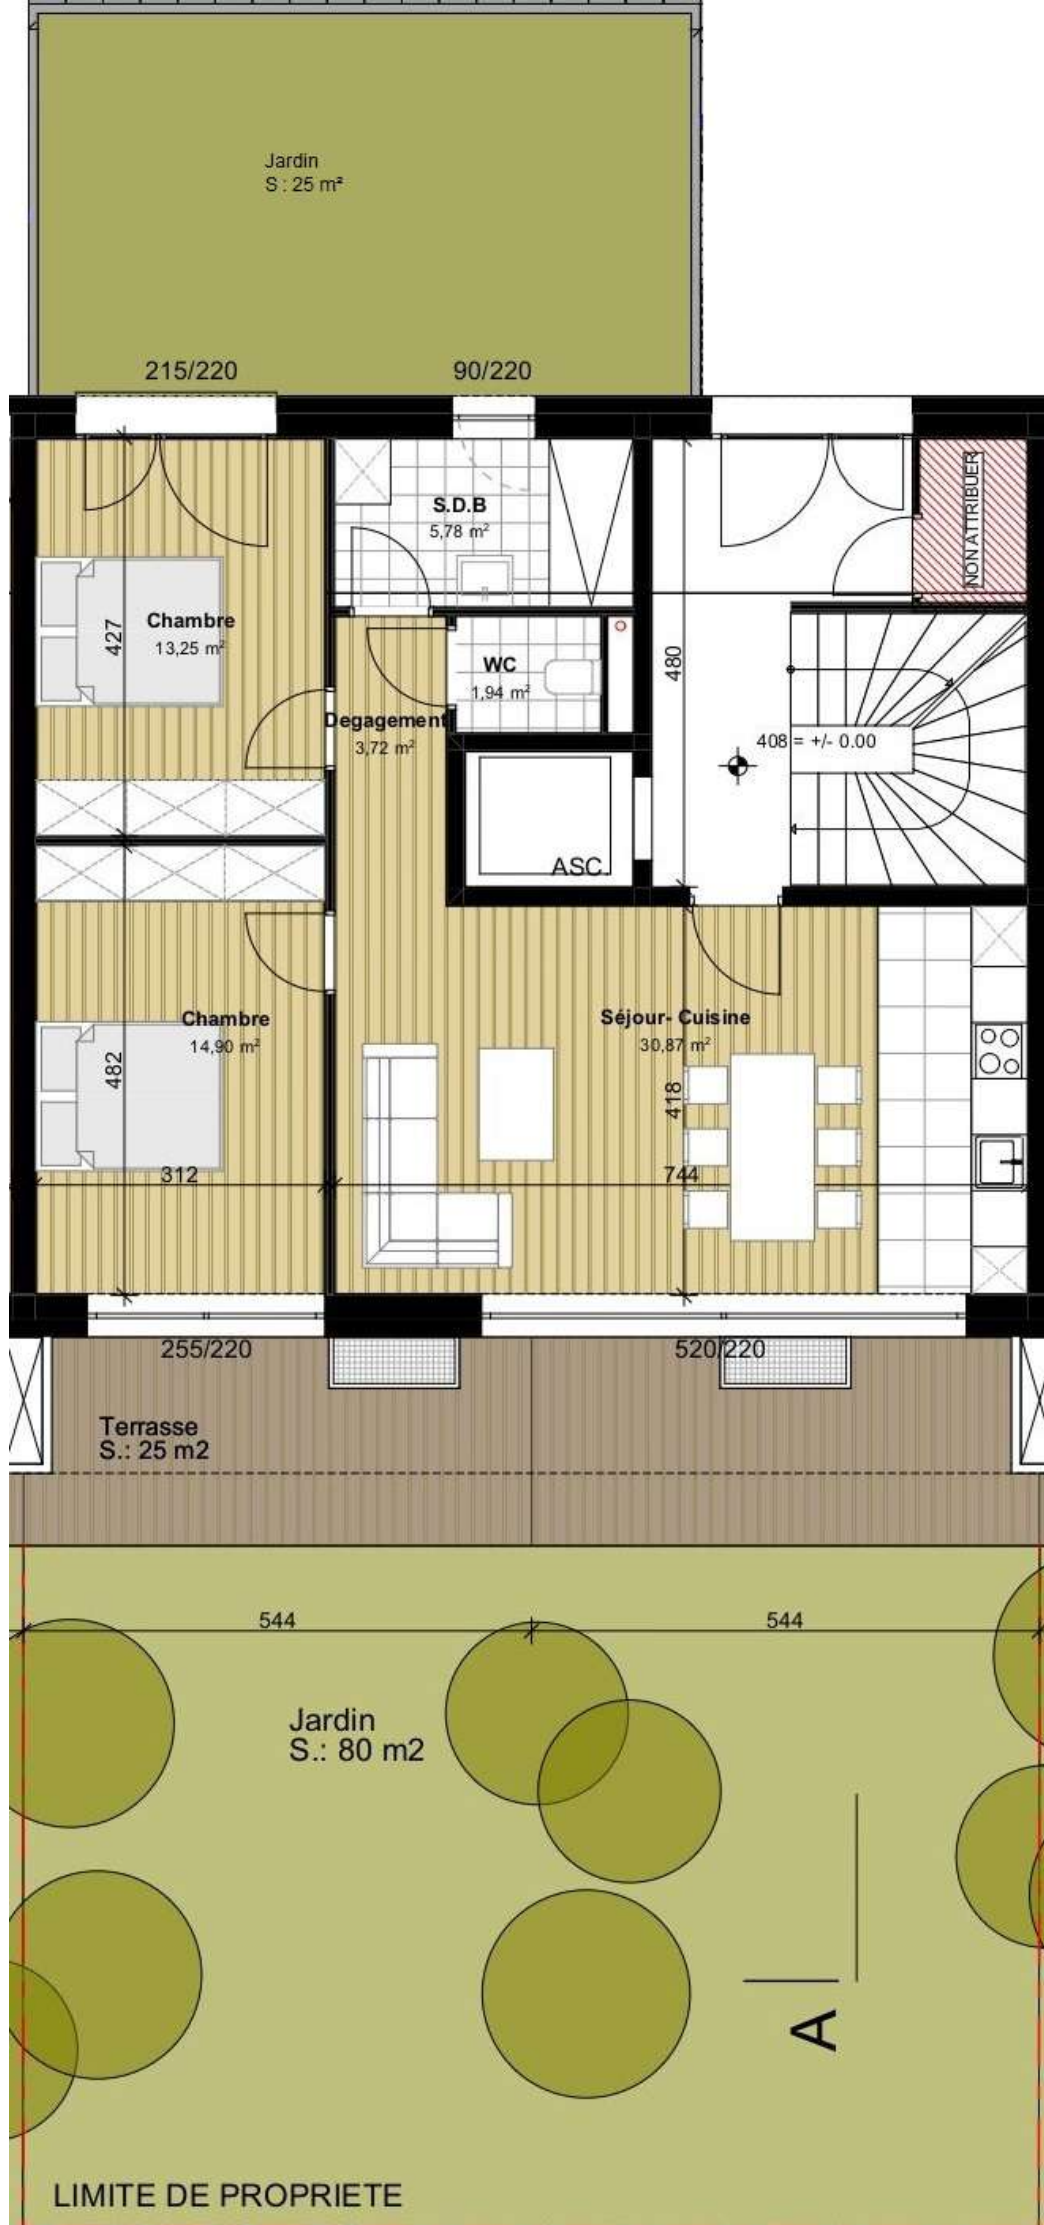 Jardin
S : 25 m²
215/220
90/220
NON ATTRIBUER
S.D.B
5,78 m²
Chambre
13,25 m²
427
WC
1,94 m²
480
Degagement
3,72 m²
408 = +/- 0.00
ASC.
Chambre
14,90 m²
482
Séjour- Cuisine
30,87 m²
418
312
744
255/220
520/220
Terrasse
S.: 25 m2
544
544
Jardin
S.: 80 m2
A
LIMITE DE PROPRIETE